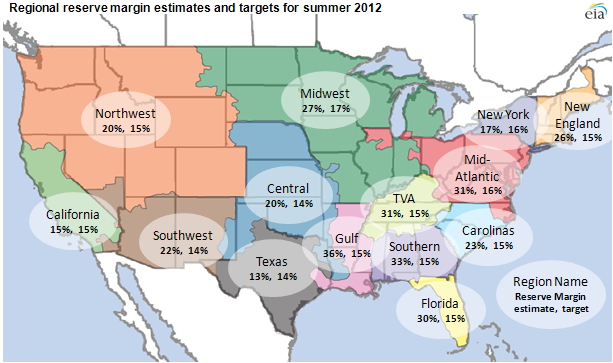 Regional reserve margin estimates and targets for summer 2012
eia
Northwest
20%, 15%
Midwest
27%, 17%
New York
17%, 16%
New
England
26%, 15%
Mid-
Atlantic
31%, 16%
Central
20%, 14%
TVA
31%, 15%
California
15%, 15%
Southwest
22%, 14%
Texas
13%, 14%
Gulf
36%, 15%
Southern
33%, 15%
Carolinas
23%, 15%
Florida
30%, 15%
Region Name
Reserve Margin
estimate, target